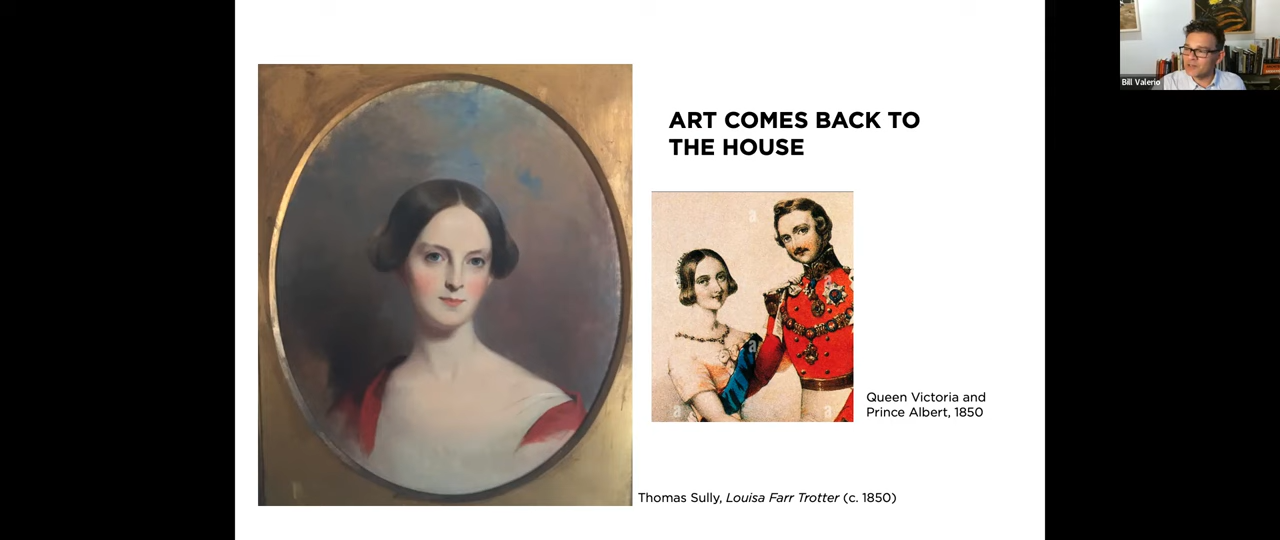 Bill Valerio
ART COMES BACK TO
THE HOUSE
a
a
a
a
Queen Victoria and
Prince Albert, 1850
Thomas Sully, Louisa Farr Trotter (c. 1850)